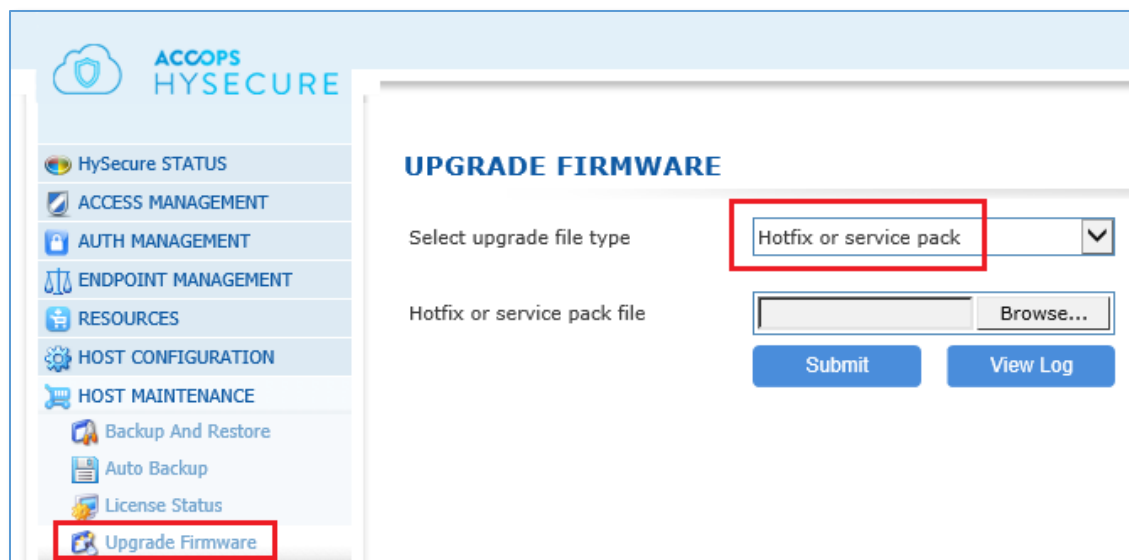 ACCOPS
HYSECURE
HySecure STATUS
ACCESS MANAGEMENT
AUTH MANAGEMENT
ENDPOINT MANAGEMENT
RESOURCES
HOST CONFIGURATION
HOST MAINTENANCE
Backup And Restore
Auto Backup
License Status
Upgrade Firmware
UPGRADE FIRMWARE
Select upgrade file type
Hotfix or service pack
Hotfix or service pack file
Browse...
Submit
View Log